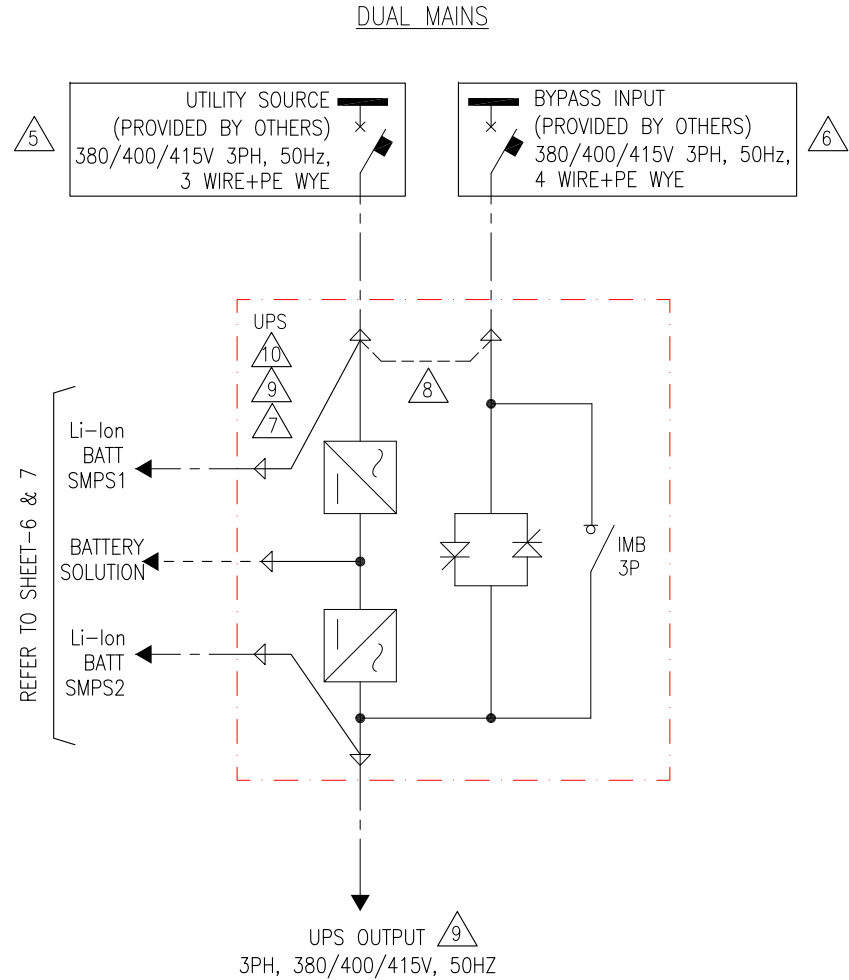 DUAL MAINS
UTILITY SOURCE
(PROVIDED BY OTHERS)
380/400/415V 3PH, 50Hz,
3 WIRE+PE WYE
5
BYPASS INPUT
(PROVIDED BY OTHERS)
380/400/415V 3PH, 50Hz,
4 WIRE+PE WYE
6
UPS
10
9
7
8
REFER TO SHEET-6 & 7
Li-Ion
BATT
SMPS1
BATTERY
SOLUTION
Li-Ion
BATT
SMPS2
IMB
3P
UPS OUTPUT 9
3PH, 380/400/415V, 50HZ